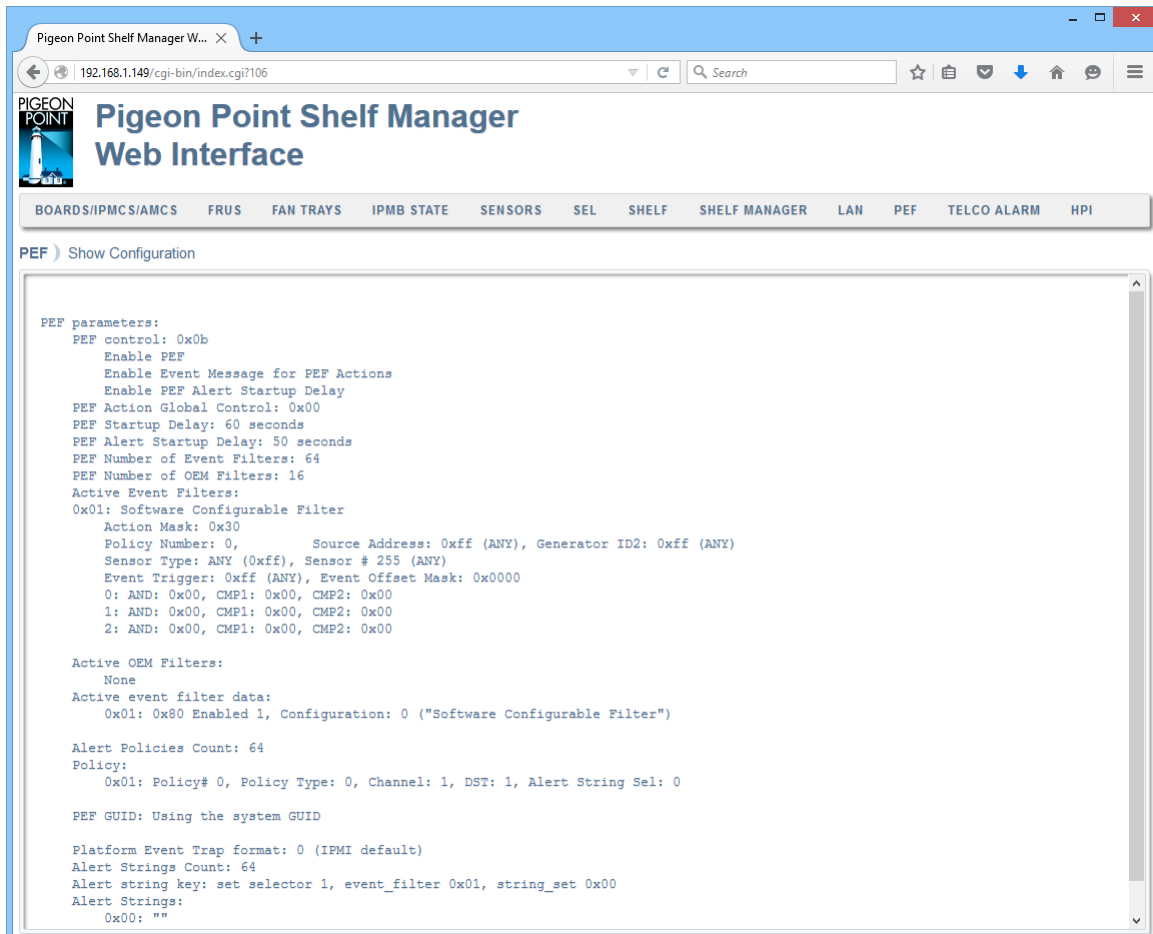 Pigeon Point Shelf Manager W...
192.168.1.149/cgi-bin/index.cgi?106
Search
PIGEON
POINT
Pigeon Point Shelf Manager
Web Interface
BOARDS/IPMCS/AMCS FRUS FAN TRAYS IPMB STATE SENSORS SEL SHELF SHELF MANAGER LAN PEF TELCO ALARM HPI
PEF ) Show Configuration
PEF parameters:
PEF control: 0x0b
Enable PEF
Enable Event Message for PEF Actions
Enable PEF Alert Startup Delay
PEF Action Global Control: 0x00
PEF Startup Delay: 60 seconds
PEF Alert Startup Delay: 50 seconds
PEF Number of Event Filters: 64
PEF Number of OEM Filters: 16
Active Event Filters:
0x01: Software Configurable Filter
Action Mask: 0x30
Policy Number: 0, Source Address: 0xff (ANY), Generator ID2: 0xff (ANY)
Sensor Type: ANY (0xff), Sensor # 255 (ANY)
Event Trigger: 0xff (ANY), Event Offset Mask: 0x0000
0: AND: 0x00, CMP1: 0x00, CMP2: 0x00
1: AND: 0x00, CMP1: 0x00, CMP2: 0x00
2: AND: 0x00, CMP1: 0x00, CMP2: 0x00
Active OEM Filters:
None
Active event filter data:
0x01: 0x80 Enabled 1, Configuration: 0 ("Software Configurable Filter")
Alert Policies Count: 64
Policy:
0x01: Policy# 0, Policy Type: 0, Channel: 1, DST: 1, Alert String Sel: 0
PEF GUID: Using the system GUID
Platform Event Trap format: 0 (IPMI default)
Alert Strings Count: 64
Alert string key: set selector 1, event_filter 0x01, string_set 0x00
Alert Strings:
0x00: ""